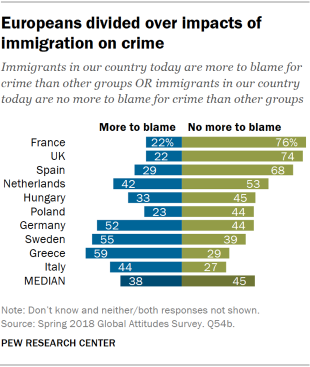 Europeans divided over impacts of
immigration on crime
Immigrants in our country today are more to blame for
crime than other groups OR immigrants in our country
today are no more to blame for crime than other groups
More to blame No more to blame
France 22% 76%
UK 22 74
Spain 29 68
Netherlands 42 53
Hungary 33 45
Poland 23 44
Germany 52 44
Sweden 55 39
Greece 59 29
Italy 44 27
MEDIAN 38 45
Note: Don’t know and neither/both responses not shown.
Source: Spring 2018 Global Attitudes Survey. Q54b.
PEW RESEARCH CENTER